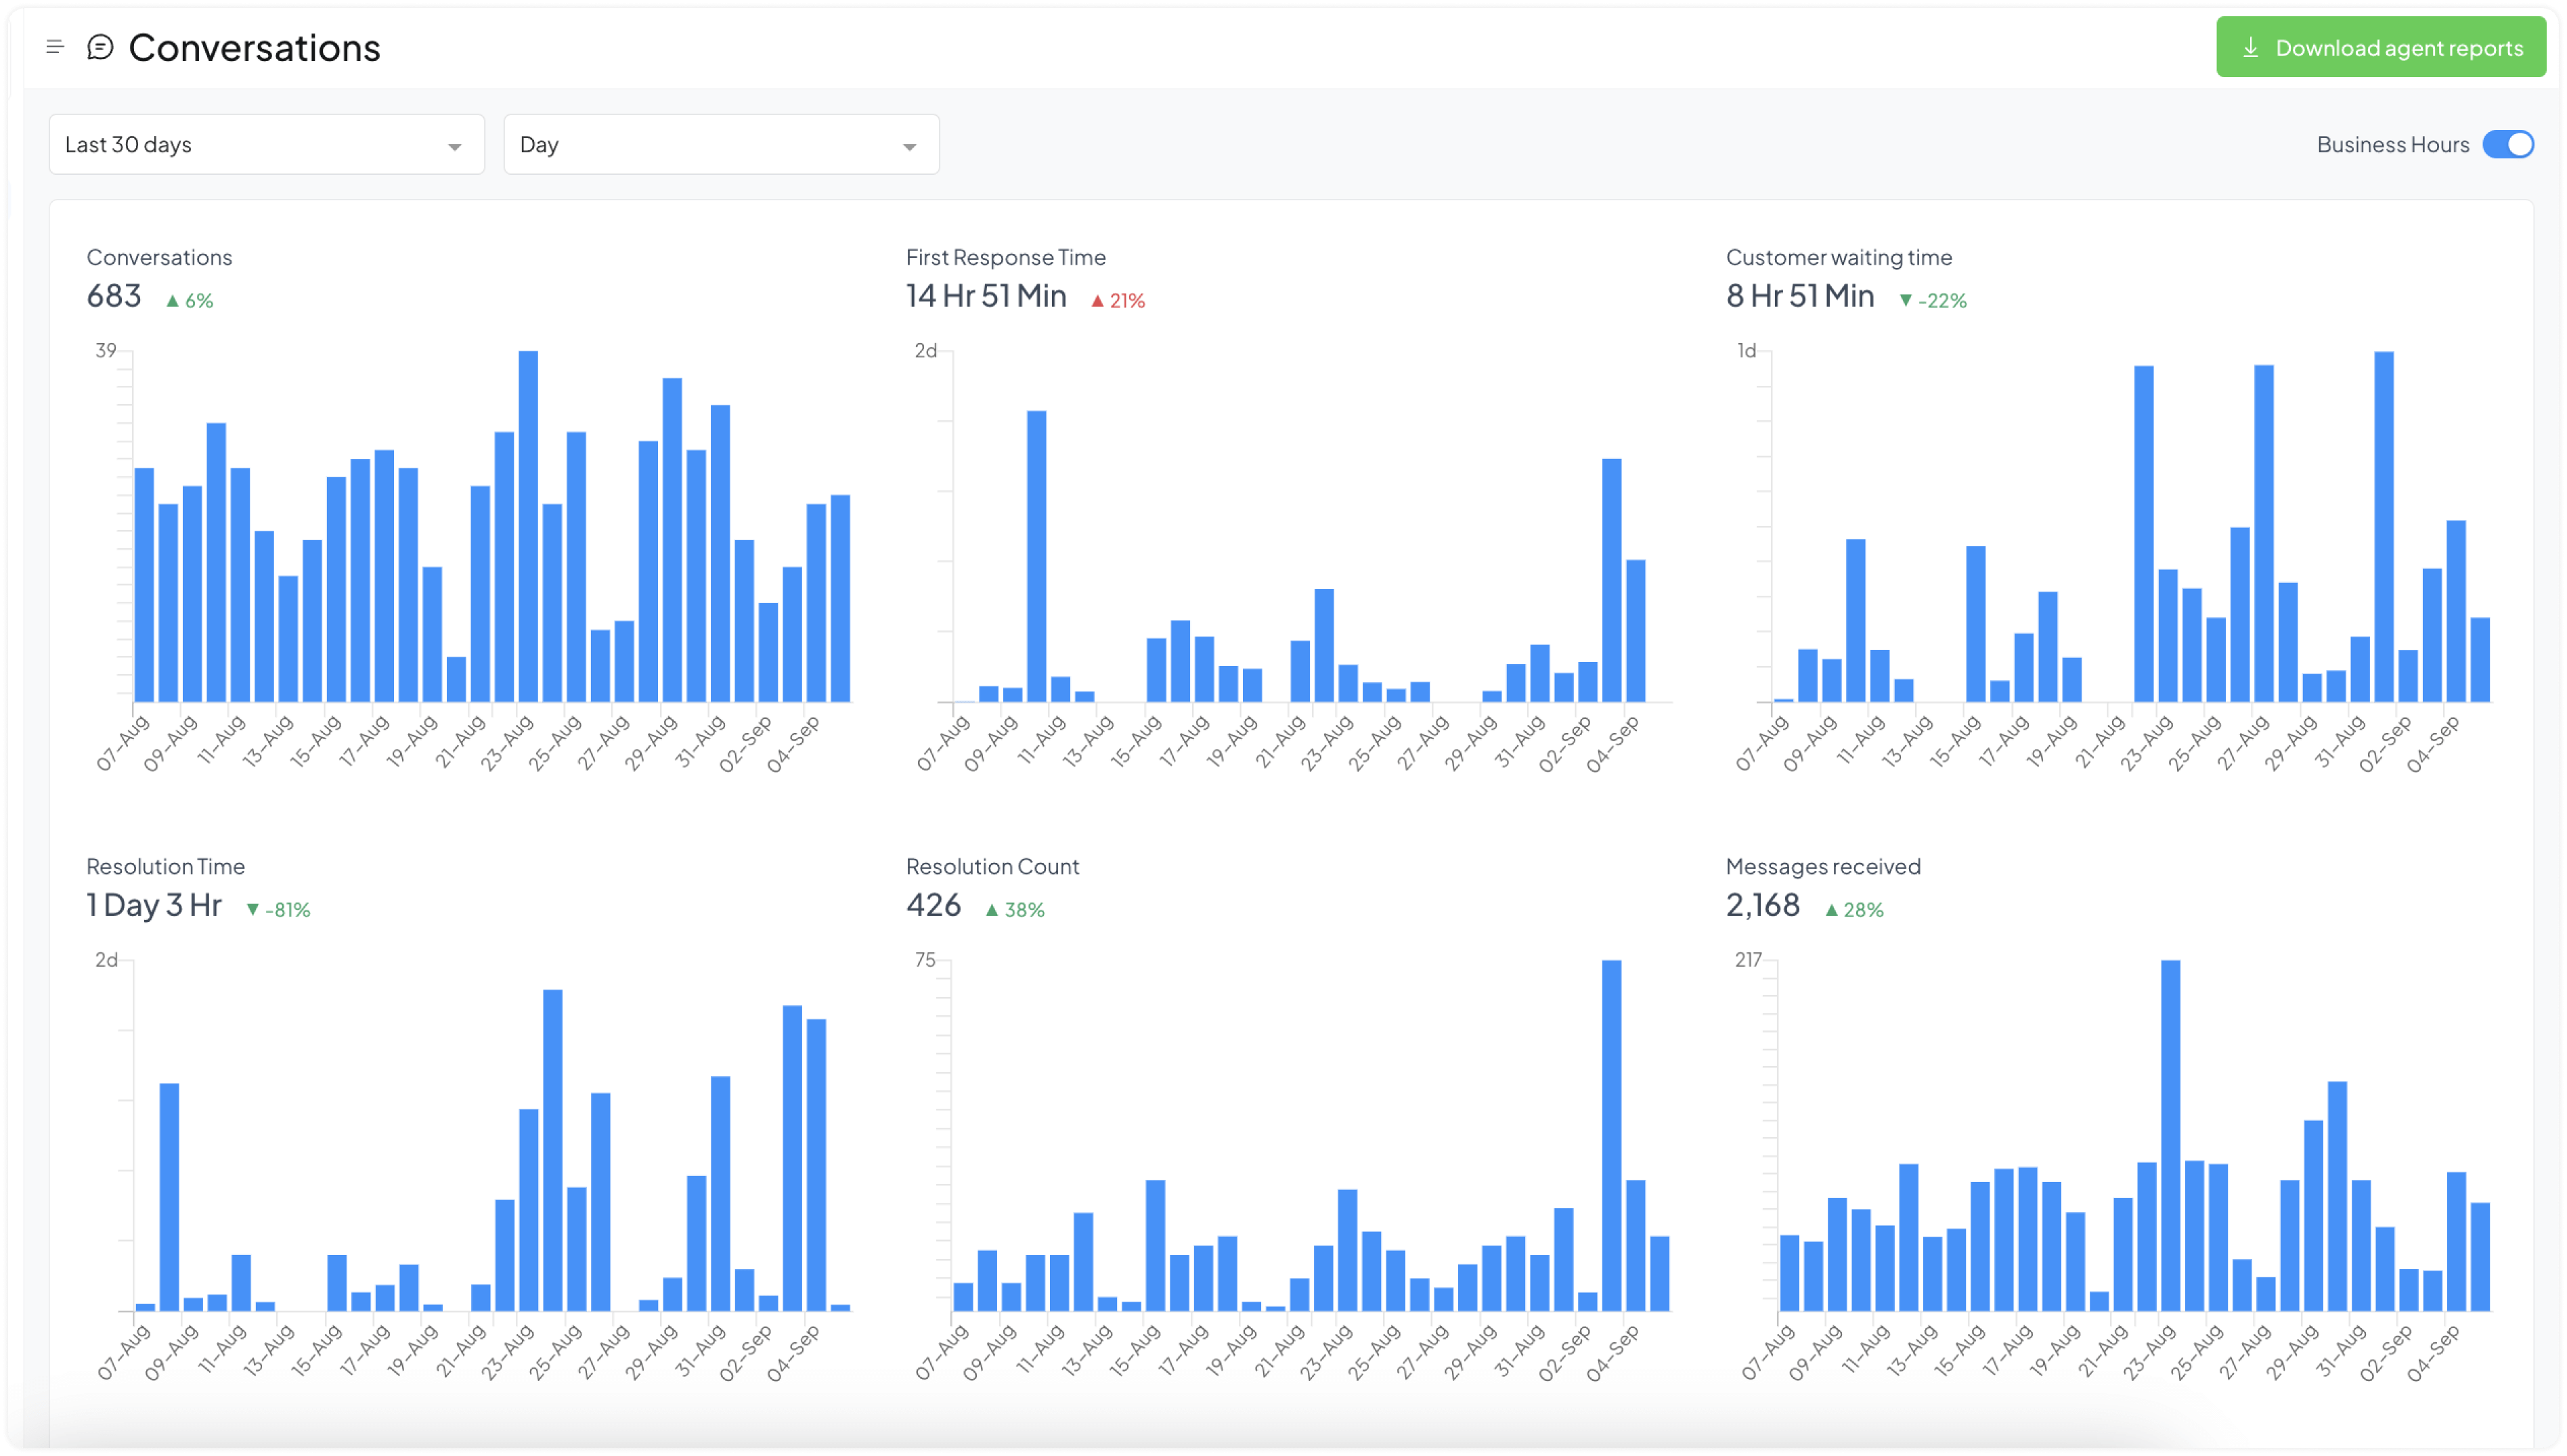 Conversations
Download agent reports
Last 30 days
Day
Business Hours
Conversations
683 ▲ 6%
39
07-Aug 09-Aug 11-Aug 13-Aug 15-Aug 17-Aug 19-Aug 21-Aug 23-Aug 25-Aug 27-Aug 29-Aug 31-Aug 02-Sep 04-Sep
First Response Time
14 Hr 51 Min ▲ 21%
2d
07-Aug 09-Aug 11-Aug 13-Aug 15-Aug 17-Aug 19-Aug 21-Aug 23-Aug 25-Aug 27-Aug 29-Aug 31-Aug 02-Sep 04-Sep
Customer waiting time
8 Hr 51 Min ▼ -22%
1d
07-Aug 09-Aug 11-Aug 13-Aug 15-Aug 17-Aug 19-Aug 21-Aug 23-Aug 25-Aug 27-Aug 29-Aug 31-Aug 02-Sep 04-Sep
Resolution Time
1 Day 3 Hr ▼ -81%
2d
07-Aug 09-Aug 11-Aug 13-Aug 15-Aug 17-Aug 19-Aug 21-Aug 23-Aug 25-Aug 27-Aug 29-Aug 31-Aug 02-Sep 04-Sep
Resolution Count
426 ▲ 38%
75
07-Aug 09-Aug 11-Aug 13-Aug 15-Aug 17-Aug 19-Aug 21-Aug 23-Aug 25-Aug 27-Aug 29-Aug 31-Aug 02-Sep 04-Sep
Messages received
2,168 ▲ 28%
217
07-Aug 09-Aug 11-Aug 13-Aug 15-Aug 17-Aug 19-Aug 21-Aug 23-Aug 25-Aug 27-Aug 29-Aug 31-Aug 02-Sep 04-Sep